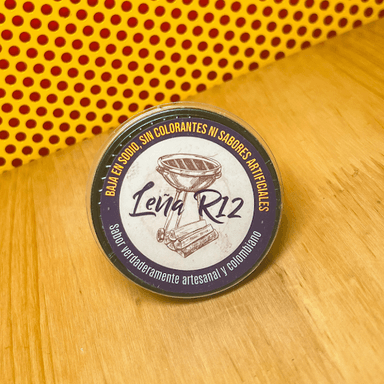 BAJA EN SODIO, SIN COLORANTES NI SABORES ARTIFICIALES
Leña R12
Sabor verdaderamente artesanal y colombiano